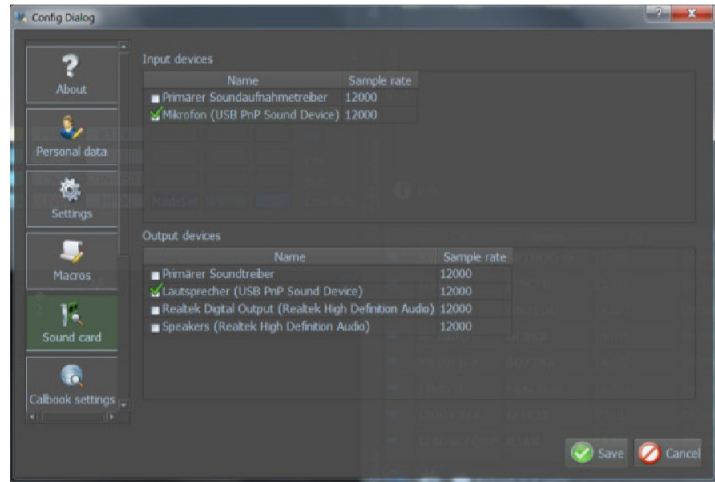 Config Dialog
About
Personal data
Settings
Macros
Sound card
Callbook settings
Input devices
Name Sample rate
Primärer Soundaufnahmetreiber 12000
Mikrofon (USB PnP Sound Device) 12000
Output devices
Name Sample rate
Primärer Soundtreiber 12000
Lautsprecher (USB PnP Sound Device) 12000
Realtek Digital Output (Realtek High Definition Audio) 12000
Speakers (Realtek High Definition Audio) 12000
Save Cancel